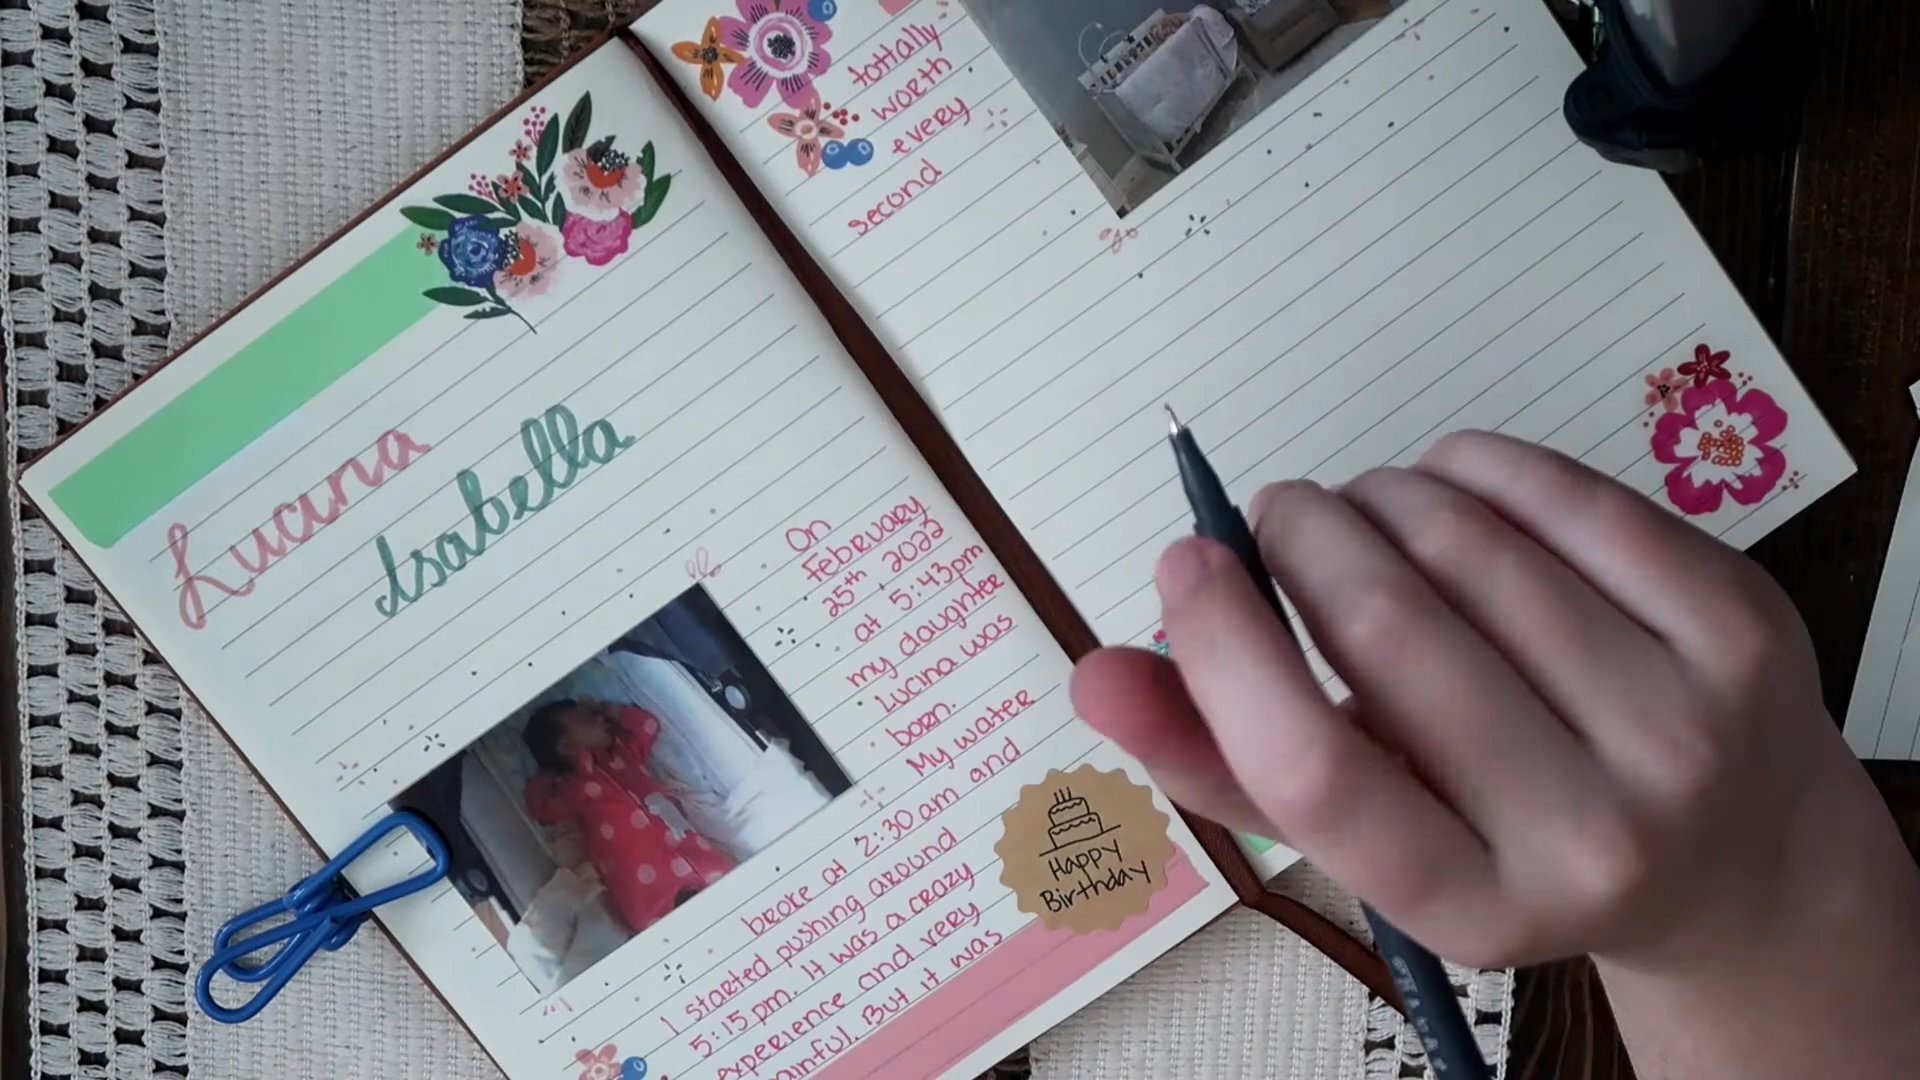 Lucina
Isabella
On
February
25th 2022
at 5:43pm
my daughter
Lucina was
born.
My water
broke at 2:30 am and
I started pushing around
5:15 pm. It was a crazy
experience and very
painful. But it was
Happy
Birthday
tottally
worth
every
second